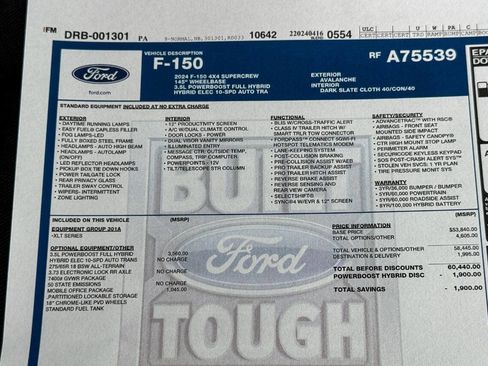 FM DRB-001301 PA 9-NORMAL,NB,301301,RD033 10642 220240416 0554
ULC
EPA
DO
Ford
ford.com
VEHICLE DESCRIPTION
F-150
2024 F-150 4X4 SUPERCREW
145" WHEELBASE
3.5L POWERBOOST FULL HYBRID
HYBRID ELEC 10-SPD AUTO TRA
RF A75539
EXTERIOR
AVALANCHE
INTERIOR
DARK SLATE CLOTH 40/CON/40
STANDARD EQUIPMENT INCLUDED AT NO EXTRA CHARGE
EXTERIOR
• DAYTIME RUNNING LAMPS
• EASY FUEL® CAPLESS FILLER
• FOG LAMPS-LED
• FULLY BOXED STEEL FRAME
• HEADLAMPS - AUTO HIGH BEAM
• HEADLAMPS - AUTOLAMP
(ON/OFF)
• LED REFLECTOR HEADLAMPS
• PICKUP BOX TIE DOWN HOOKS
• POWER TAILGATE LOCK
• REAR PRIVACY GLASS
• TRAILER SWAY CONTROL
• WIPERS- INTERMITTENT
• ZONE LIGHTING
INTERIOR
• 12" PRODUCTIVITY SCREEN
• A/C W/DUAL CLIMATE CONTROL
• DOOR LOCKS - POWER
• DUAL VISOR VANITY MIRRORS
ILLUMINATED ENTRY
• MESSAGE CTR: OUTSIDE TEMP,
COMPASS, TRIP COMPUTER.
• POWERPOINTS-12V
• TILT/TELESCOPE STR COLUMN
FUNCTIONAL
• BLIS W/CROSS-TRAFFIC ALERT
• CLASS IV TRAILER HITCH W/
SMART TRLR TOW CONNECTOR
• FORDPASS™ CONNECT 5GWI-FI
HOTSPOT TELEMATICS MODEM
• LANE-KEEPING SYSTEM
• POST-COLLISION BRAKING
• PRE-COLLISION ASSIST W/AEB
• PRO TRAILER BACKUP ASSIST
• PRO TRAILER HITCH ASSIST
• REVERSE BRAKE ASSIST
• REVERSE SENSING AND
REAR VIEW CAMERA
• SELECTSHIFT®
• SYNC®4 W/EVR & 12" SCREEN
SAFETY/SECURITY
• ADVANCETRAC® WITH RSC®
• AIRBAGS - FRONT SEAT
MOUNTED SIDE IMPACT
• AIRBAGS - SAFETY CANOPY®
• CTR HIGH MOUNT STOP LAMP
• PERIMETER ALARM
• SECURICODE KEYLESS KEYPAD
• SOS POST-CRASH ALERT SYS™
• STOLEN VEH SVCS: 1 YR PLAN
• TIRE PRESSURE MONIT SYS
WARRANTY
• 3YR/36,000 BUMPER / BUMPER
• 5YR/60,000 POWERTRAIN
• 5YR/60,000 ROADSIDE ASSIST
• 8YR/100,000 HYBRID BATTERY
BUILT
Ford
TOUGH
INCLUDED ON THIS VEHICLE (MSRP)
EQUIPMENT GROUP 201A
•XLT SERIES
OPTIONAL EQUIPMENT/OTHER
3.5L POWERBOOST FULL HYBRID 3,560.00
HYBRID ELEC 10-SPD AUTO TRANS NO CHARGE
.275/65R 18 BSW ALL-TERRAIN
3.73 ELECTRONIC LOCK RR AXLE NO CHARGE
7400# GVWR PACKAGE
50 STATE EMISSIONS NO CHARGE
MOBILE OFFICE PACKAGE 1,045.00
.PARTITIONED LOCKABLE STORAGE
18" CHROME-LIKE PVD WHEELS
STANDARD FUEL TANK
PRICE INFORMATION (MSRP)
BASE PRICE $53,840.00
TOTAL OPTIONS/OTHER 4,605.00
TOTAL VEHICLE & OPTIONS/OTHER 58,445.00
DESTINATION & DELIVERY 1,995.00
TOTAL BEFORE DISCOUNTS 60,440.00
POWERBOOST HYBRID DISC - 1,900.00
TOTAL SAVINGS - 1,900.00